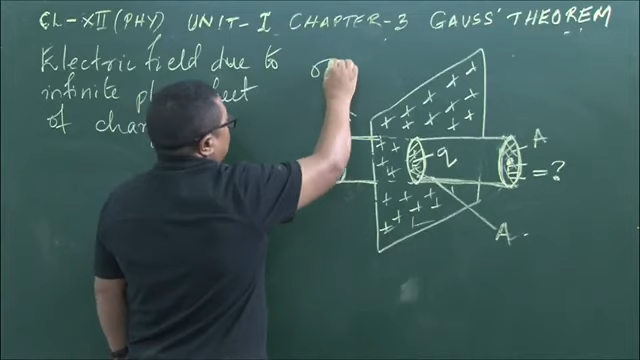 CL-XII (PHY) UNIT-I CHAPTER-3 GAUSS' THEOREM
Electric field due to
infinite
of
σ
q
A
= ?
A.